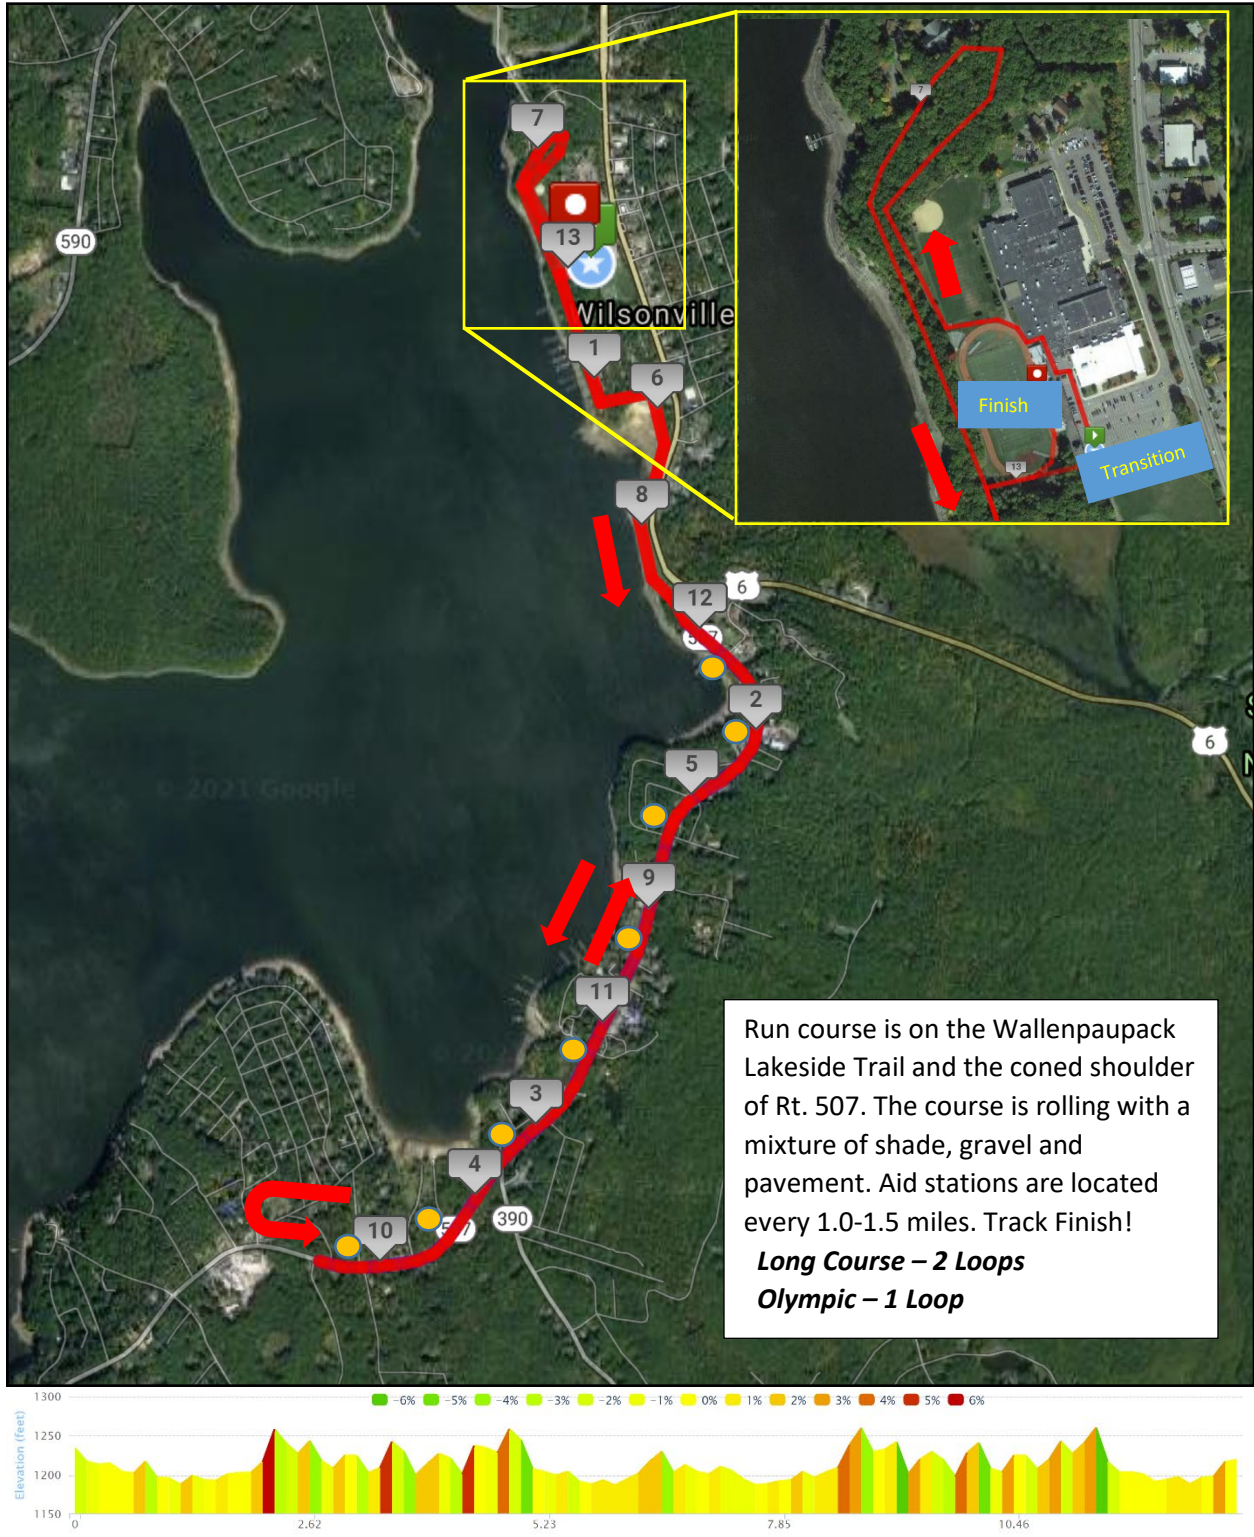 7
7
590
13
Wilsonville
1
6
Finish
Transition
13
8
12
6
2
6
5
© 2021 Google
9
11
3
4
390
10
Run course is on the Wallenpaupack
Lakeside Trail and the coned shoulder
of Rt. 507. The course is rolling with a
mixture of shade, gravel and
pavement. Aid stations are located
every 1.0-1.5 miles. Track Finish!
Long Course – 2 Loops
Olympic – 1 Loop
-6% -5% -4% -3% -2% -1% 0% 1% 2% 3% 4% 5% 6%
Elevation (feet)
1300
1250
1200
1150
0 2.62 5.23 7.85 10.46